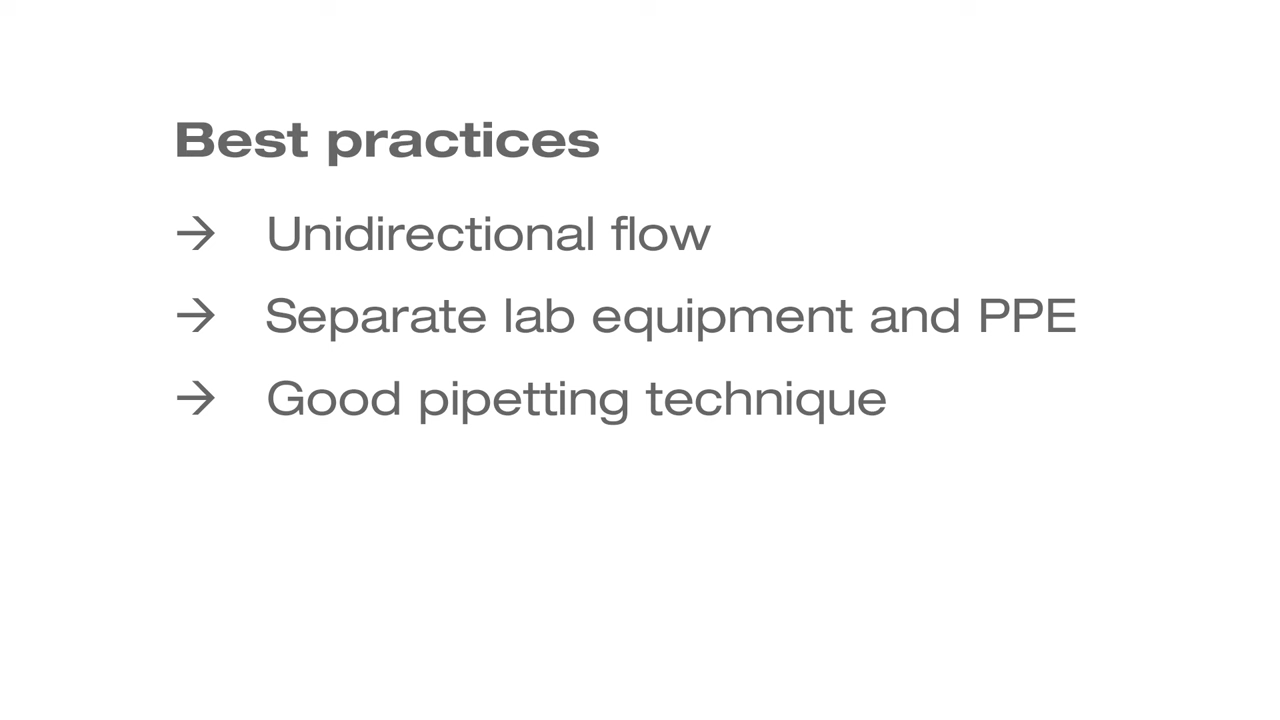 Best practices
→ Unidirectional flow
→ Separate lab equipment and PPE
→ Good pipetting technique